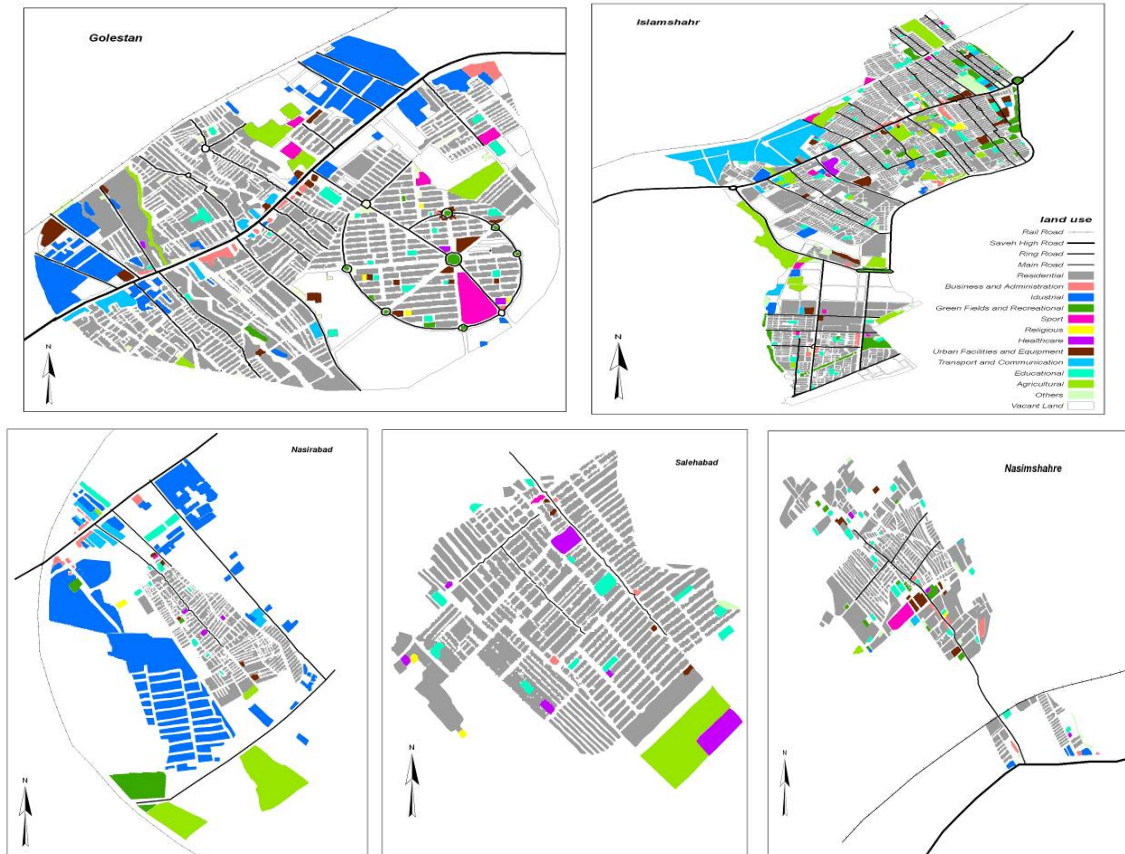 Golestan
N
Islamshahr
N
land use
Rail Road
Saveh High Road
Ring Road
Main Road
Residential
Business and Administration
Idustrial
Green Fields and Recreational
Sport
Religious
Healthcare
Urban Facilities and Equipment
Transport and Communication
Educational
Agricultural
Others
Vacant Land
Nasirabad
N
Salehabad
N
Nasimshahre
N